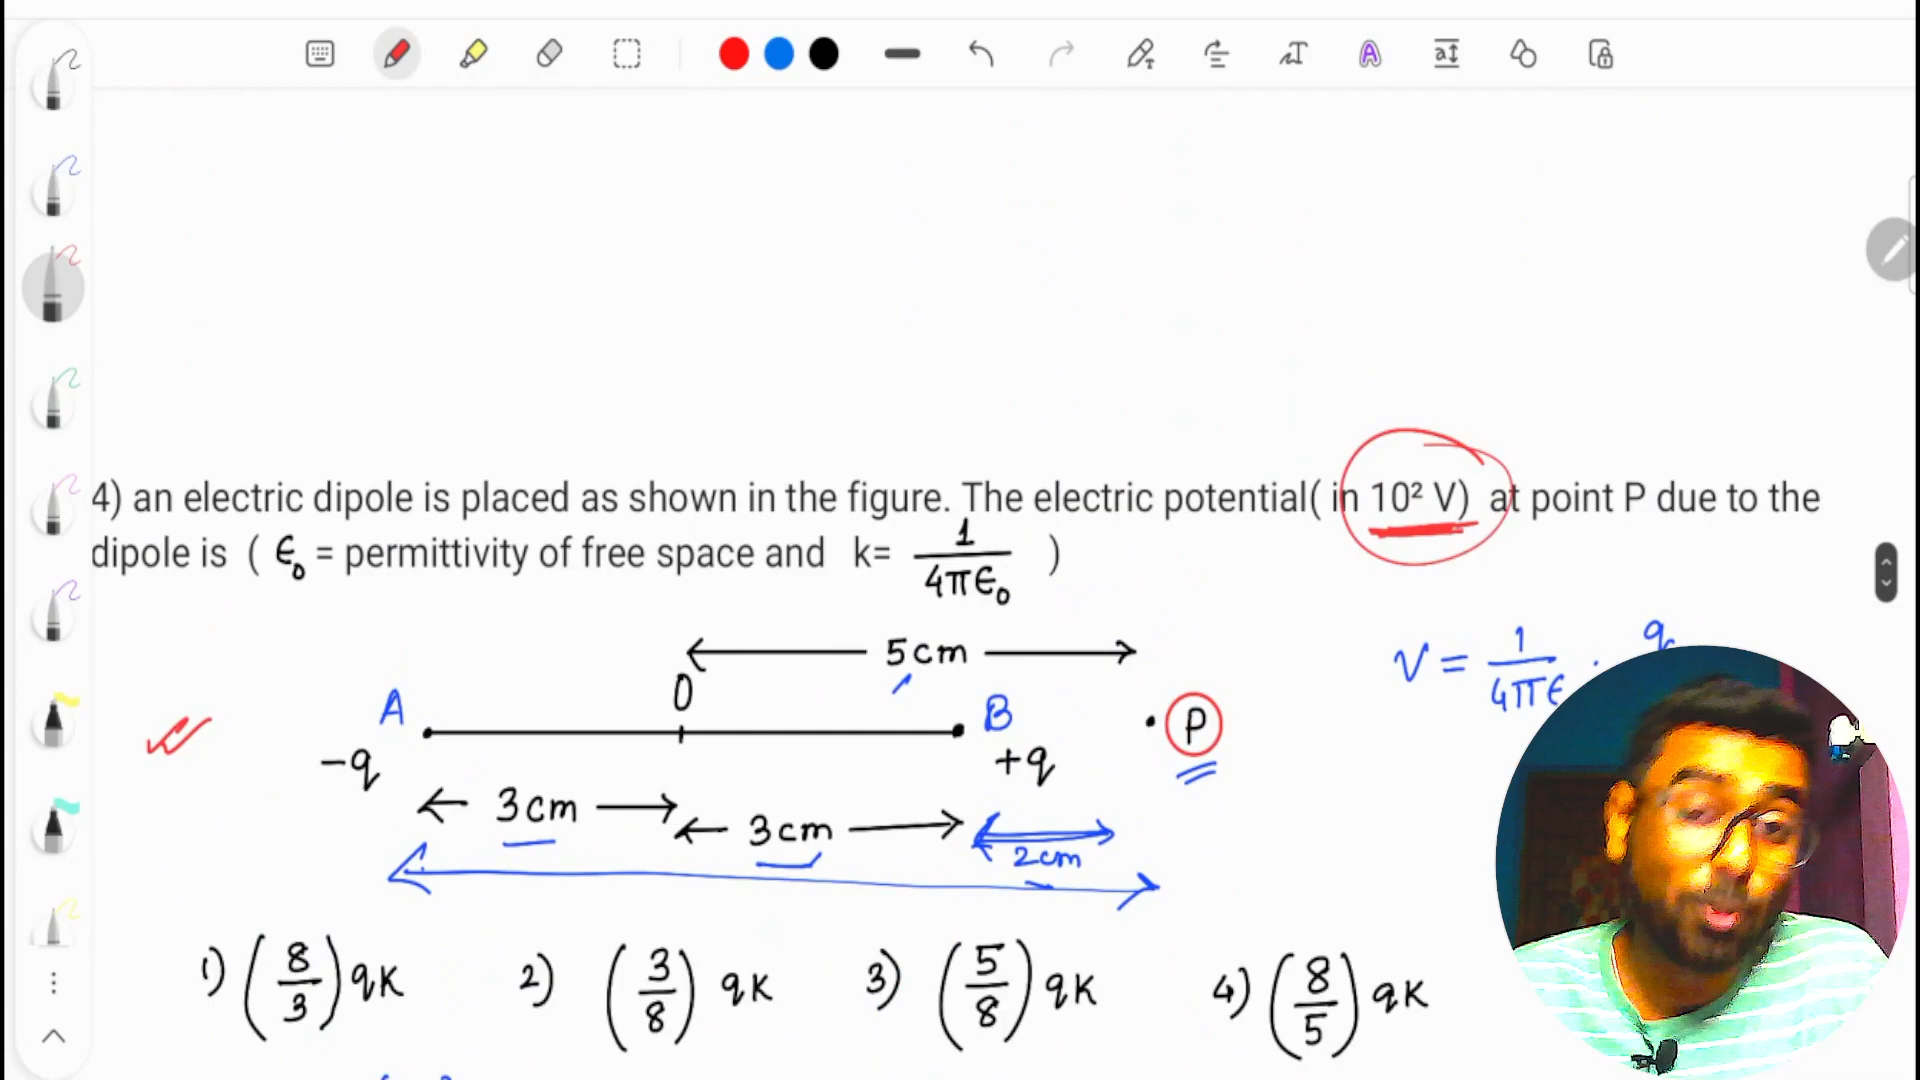 4) an electric dipole is placed as shown in the figure. The electric potential( in 10² V) at point P due to the
dipole is ( ϵ₀ = permittivity of free space and k= 1/4πϵ₀ )
5cm
V = 1/4πϵ · q
A O B P
-q +q
3cm 3cm 2cm
1) (8/3) qK 2) (3/8) qK 3) (5/8) qK 4) (8/5) qK